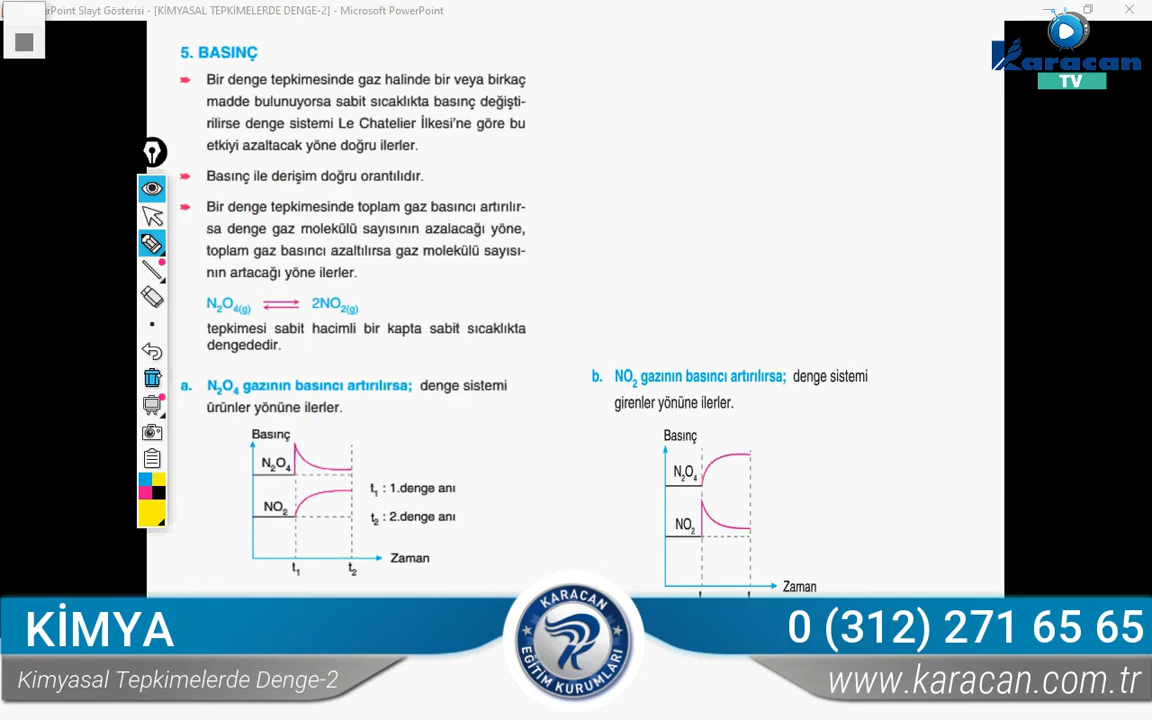 PowerPoint Slayt Gösterisi - [KİMYASAL TEPKİMELERDE DENGE-2] - Microsoft PowerPoint
Karacan
TV
5. BASINÇ
Bir denge tepkimesinde gaz halinde bir veya birkaç
madde bulunuyorsa sabit sıcaklıkta basınç değişti-
rilirse denge sistemi Le Chatelier İlkesi’ne göre bu
etkiyi azaltacak yöne doğru ilerler.
Basınç ile derişim doğru orantılıdır.
Bir denge tepkimesinde toplam gaz basıncı artırılır-
sa denge gaz molekülü sayısının azalacağı yöne,
toplam gaz basıncı azaltılırsa gaz molekülü sayısı-
nın artacağı yöne ilerler.
N₂O₄(g) ⇌ 2NO₂(g)
tepkimesi sabit hacimli bir kapta sabit sıcaklıkta
dengededir.
a. N₂O₄ gazının basıncı artırılırsa; denge sistemi
ürünler yönüne ilerler.
Basınç
N₂O₄
NO₂
t₁ : 1.denge anı
t₂ : 2.denge anı
Zaman
t₁ t₂
b. NO₂ gazının basıncı artırılırsa; denge sistemi
girenler yönüne ilerler.
Basınç
N₂O₄
NO₂
Zaman
KİMYA
Kimyasal Tepkimelerde Denge-2
KARACAN
EĞİTİM KURUMLARI
0 (312) 271 65 65
www.karacan.com.tr